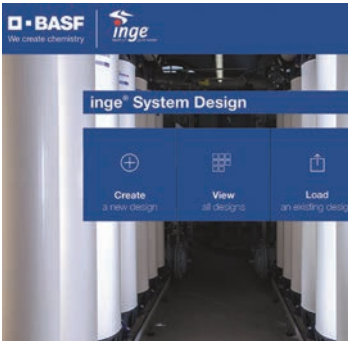 BASF
We create chemistry
inge
inge® System Design
Create
a new design
View
all designs
Load
an existing desig